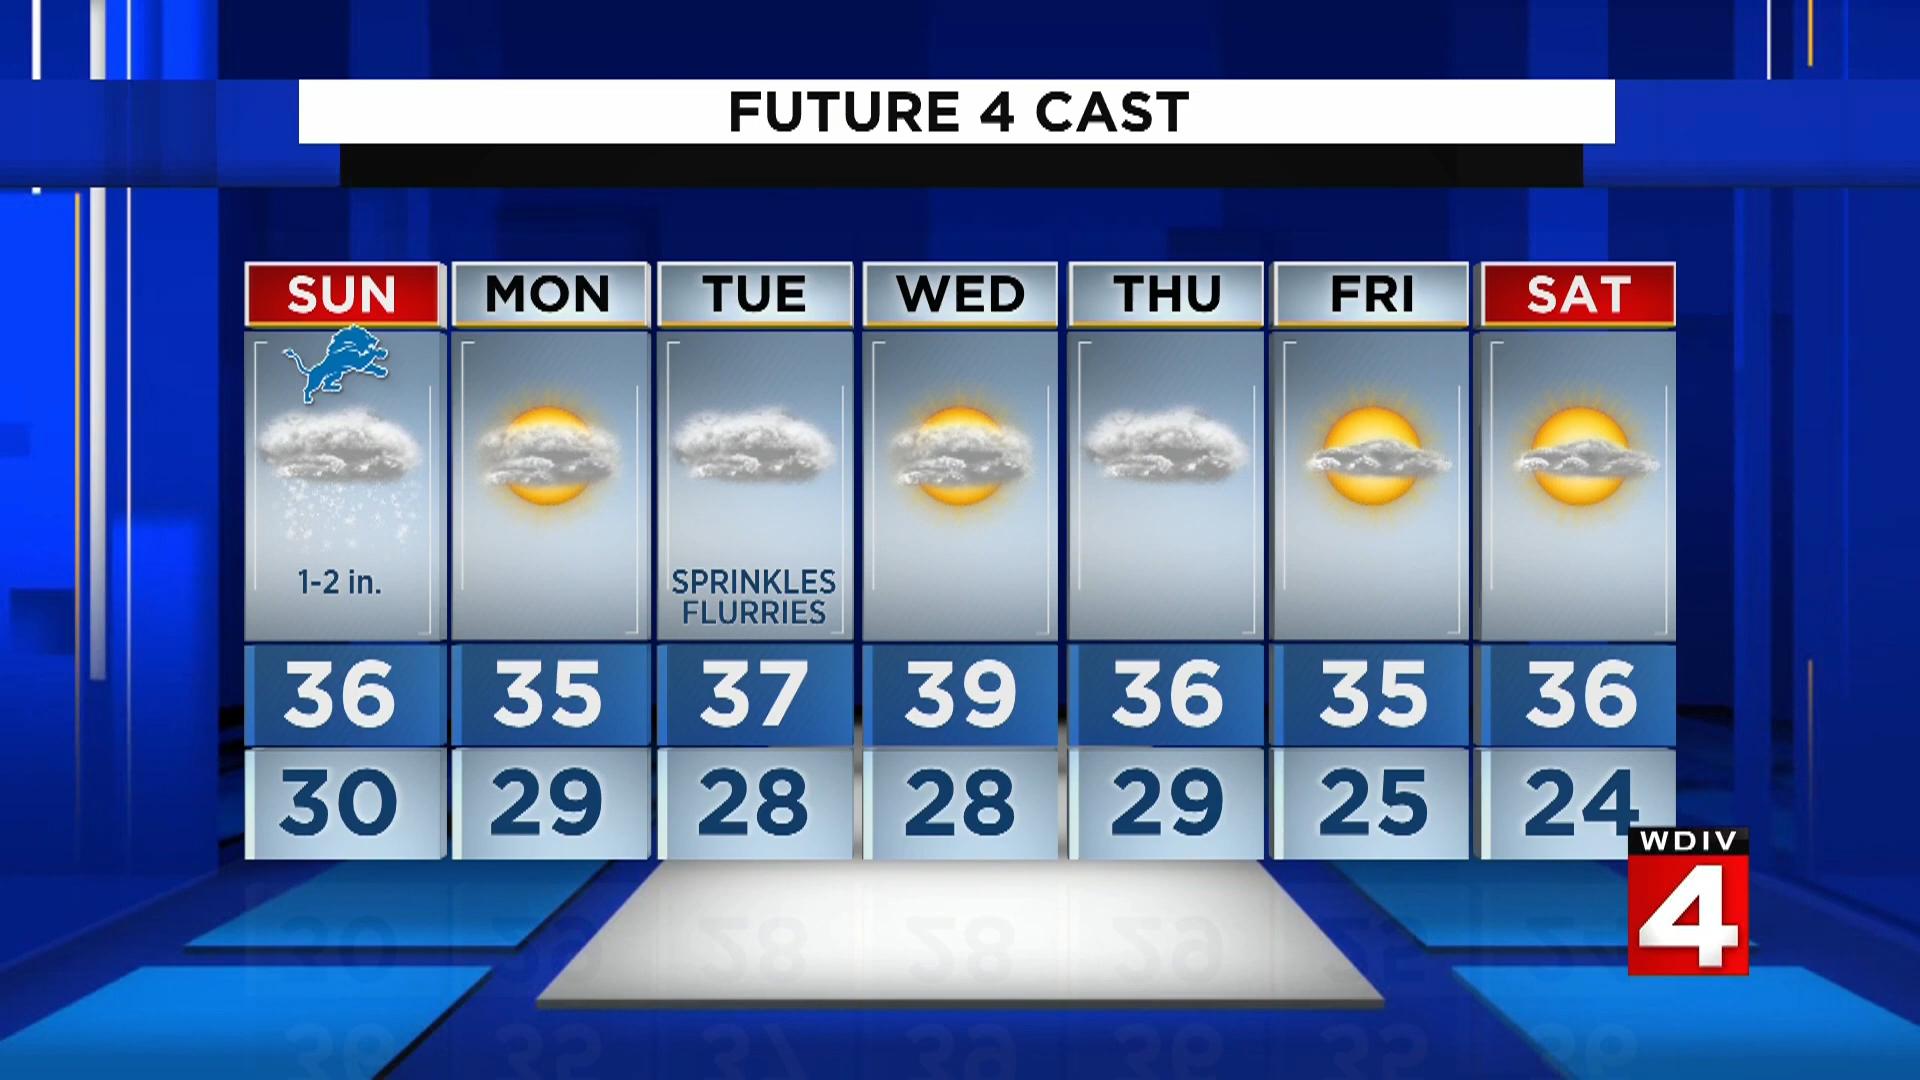 FUTURE 4 CAST
SUN MON TUE WED THU FRI SAT
1-2 in. SPRINKLES
FLURRIES
36 35 37 39 36 35 36
30 29 28 28 29 25 24
WDIV
4